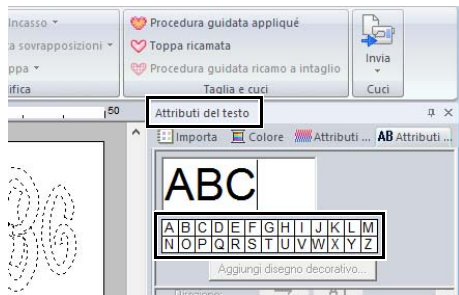 Incasso
Procedura guidata appliqué
a sovrapposizioni
Toppa ricamata
Invia
ppa
Procedura guidata ricamo a intaglio
ifica
Taglia e cuci
Cuci
50
Attributi del testo
Importa Colore Attributi ... AB Attributi ...
ABC
A B C D E F G H I J K L M
N O P Q R S T U V W X Y Z
Aggiungi disegno decorativo...
Direzione: